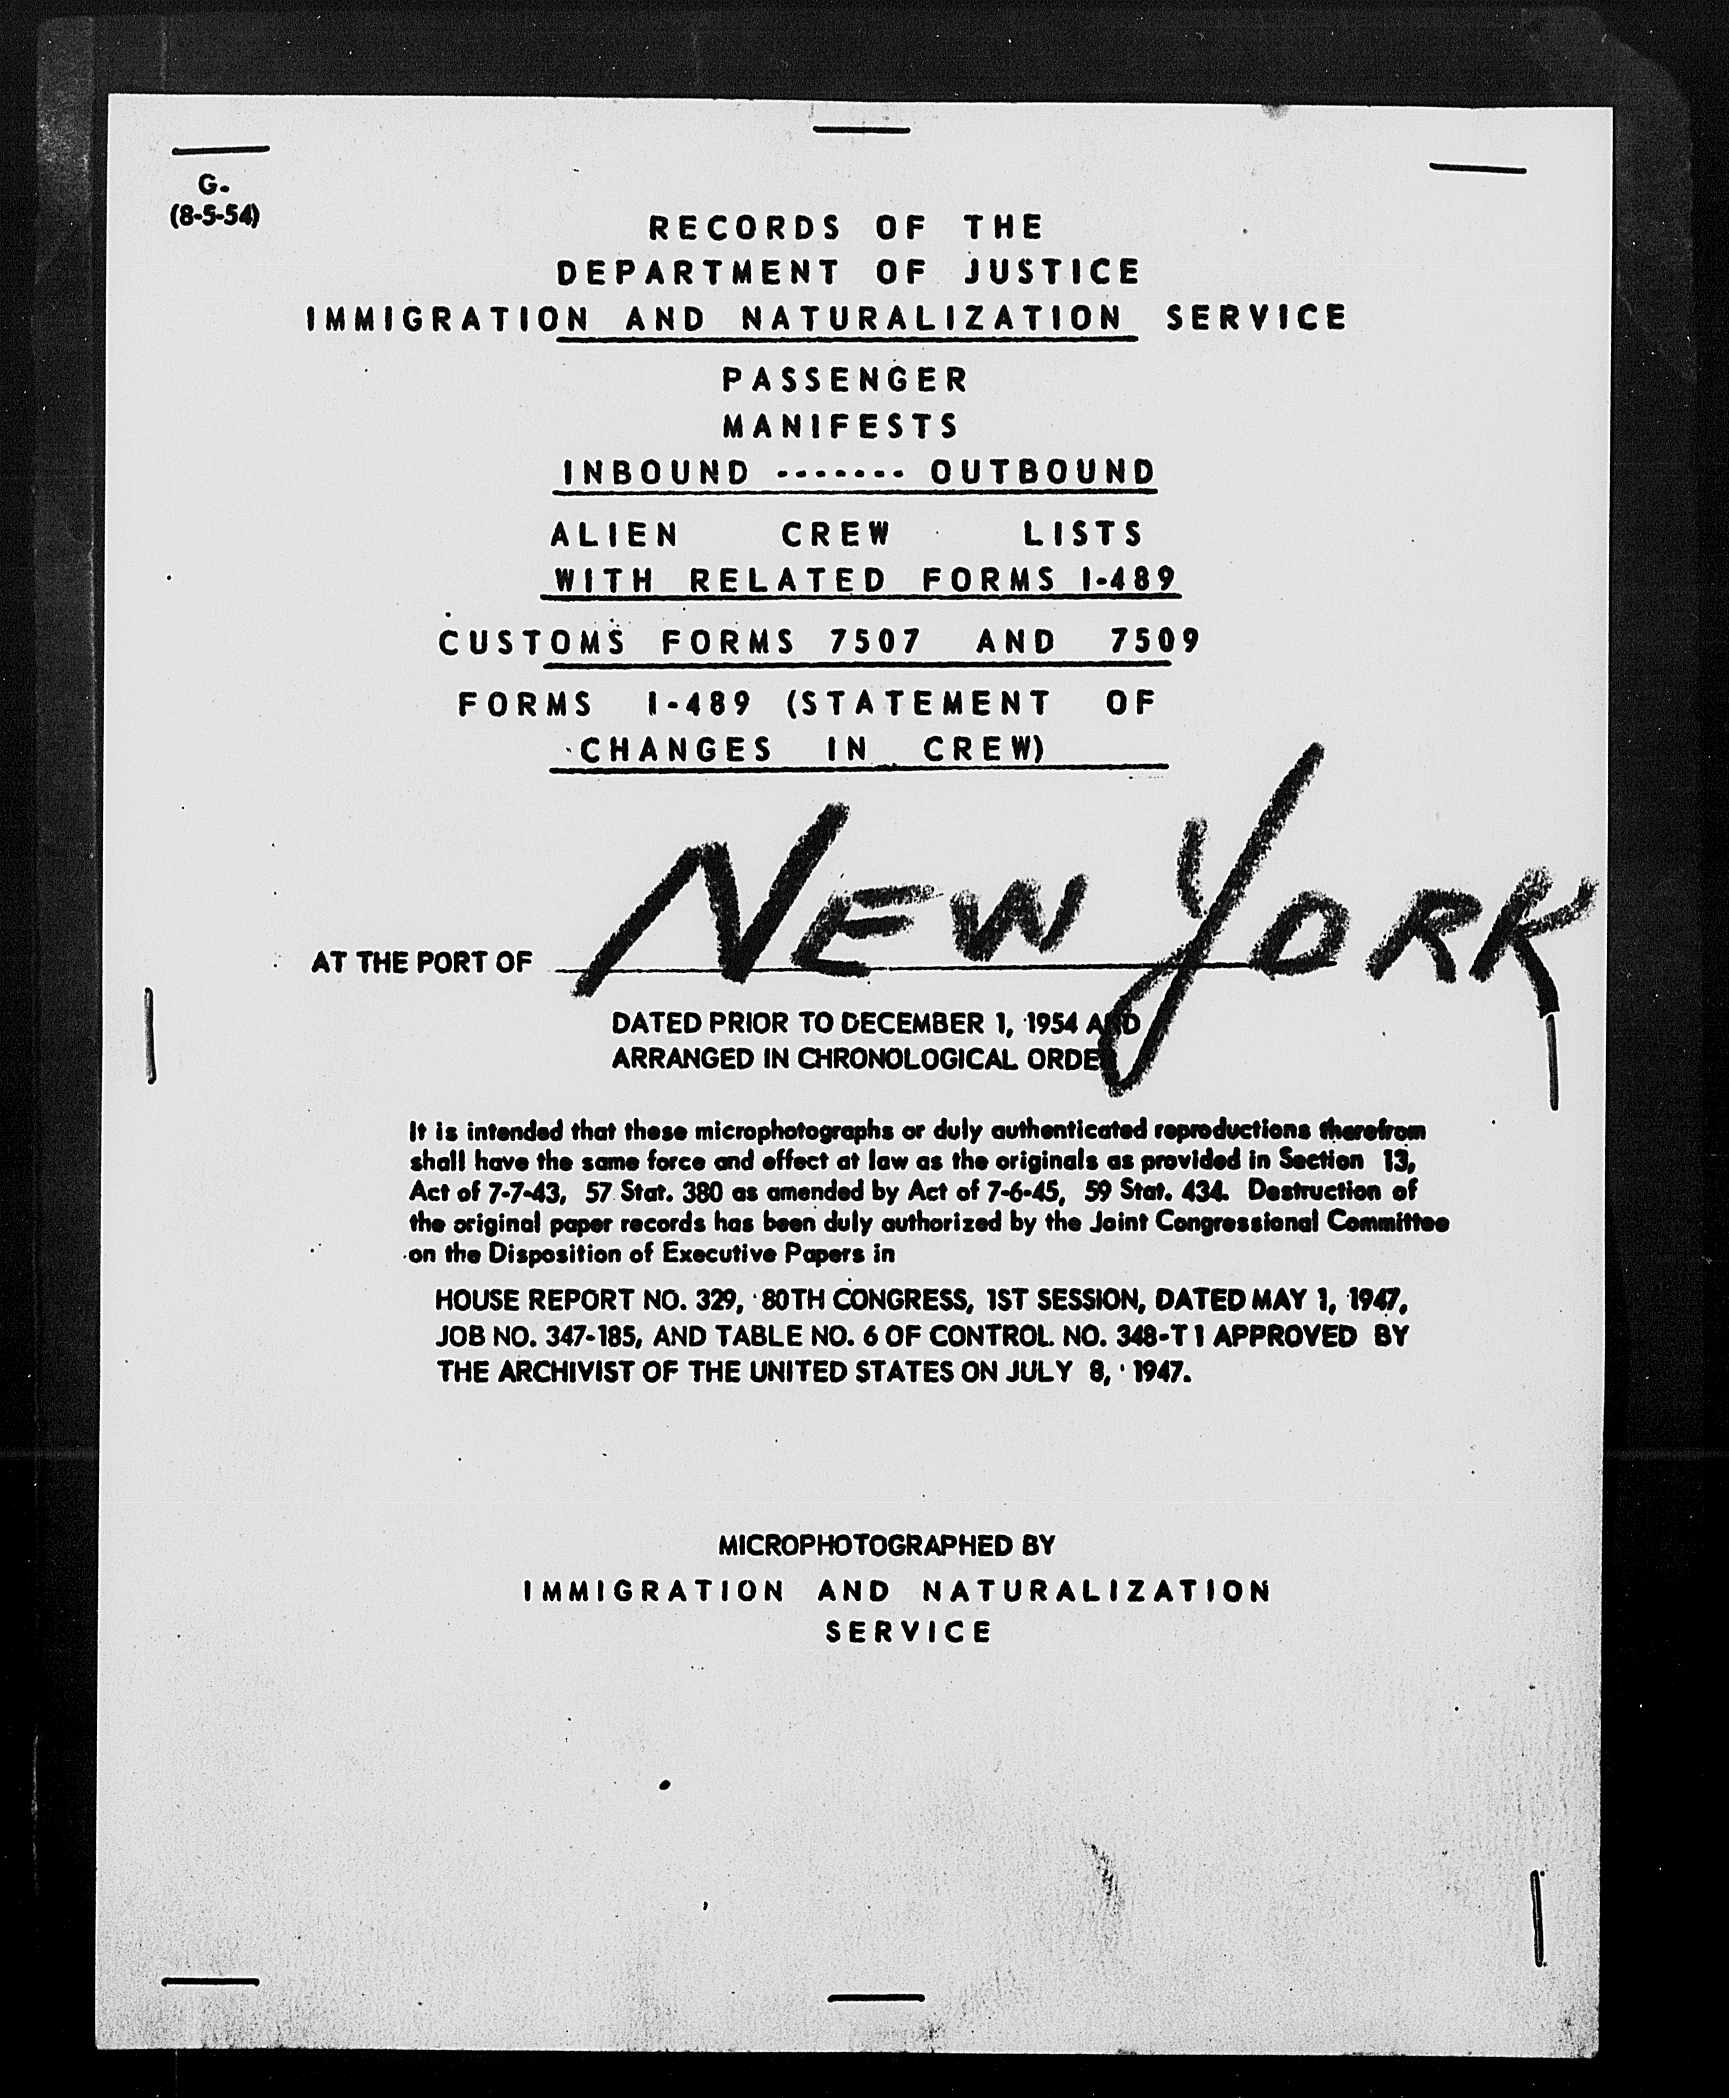 G.
(8-5-54)
RECORDS OF THE
DEPARTMENT OF JUSTICE
IMMIGRATION AND NATURALIZATION SERVICE
PASSENGER
MANIFESTS
INBOUND ------- OUTBOUND
ALIEN CREW LISTS
WITH RELATED FORMS I-489
CUSTOMS FORMS 7507 AND 7509
FORMS I-489 (STATEMENT OF
CHANGES IN CREW)
AT THE PORT OF NEW YORK
DATED PRIOR TO DECEMBER 1, 1954 AND
ARRANGED IN CHRONOLOGICAL ORDER
It is intended that these microphotographs or duly authenticated reproductions therefrom
shall have the same force and effect at law as the originals as provided in Section 13,
Act of 7-7-43, 57 Stat. 380 as amended by Act of 7-6-45, 59 Stat. 434. Destruction of
the original paper records has been duly authorized by the Joint Congressional Committee
on the Disposition of Executive Papers in
HOUSE REPORT NO. 329, 80TH CONGRESS, 1ST SESSION, DATED MAY 1, 1947,
JOB NO. 347-185, AND TABLE NO. 6 OF CONTROL NO. 348-T1 APPROVED BY
THE ARCHIVIST OF THE UNITED STATES ON JULY 8, 1947.
MICROPHOTOGRAPHED BY
IMMIGRATION AND NATURALIZATION
SERVICE